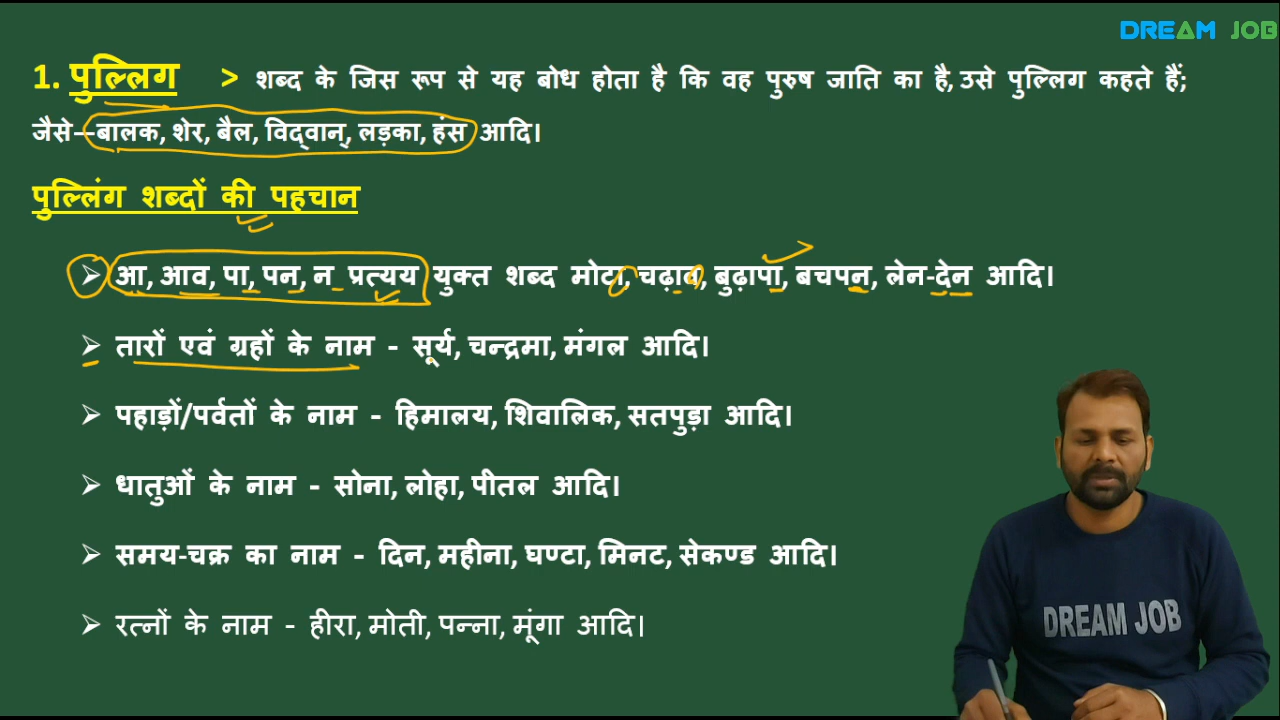 DREAM JOB
1. पुल्लिग > शब्द के जिस रूप से यह बोध होता है कि वह पुरुष जाति का है, उसे पुल्लिग कहते हैं;
जैसे—बालक, शेर, बैल, विद्वान्, लड़का, हंस आदि।
पुल्लिंग शब्दों की पहचान
➢ आ, आव, पा, पन, न प्रत्यय युक्त शब्द मोटा, चढ़ाव, बुढ़ापा, बचपन, लेन-देन आदि।
➢ तारों एवं ग्रहों के नाम - सूर्य, चन्द्रमा, मंगल आदि।
➢ पहाड़ों/पर्वतों के नाम - हिमालय, शिवालिक, सतपुड़ा आदि।
➢ धातुओं के नाम - सोना, लोहा, पीतल आदि।
➢ समय-चक्र का नाम - दिन, महीना, घण्टा, मिनट, सेकण्ड आदि।
➢ रत्नों के नाम - हीरा, मोती, पन्ना, मूंगा आदि।
DREAM JOB